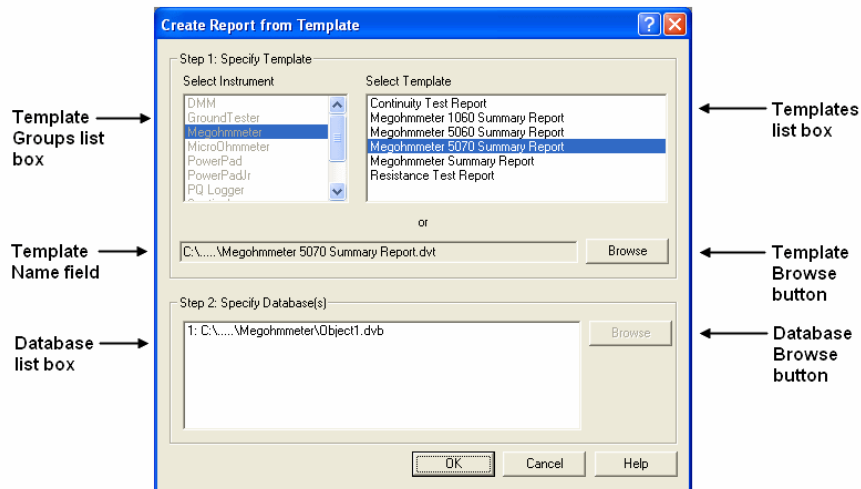 Create Report from Template
Step 1: Specify Template
Select Instrument
Select Template
DMM
GroundTester
Megohmmeter
MicroOhmmeter
PowerPad
PowerPadJr
PQ Logger
Continuity Test Report
Megohmmeter 1060 Summary Report
Megohmmeter 5060 Summary Report
Megohmmeter 5070 Summary Report
Megohmmeter Summary Report
Resistance Test Report
Template
Groups list
box
Templates
list box
or
Template
Name field
C:\.....\Megohmmeter 5070 Summary Report.dvt
Browse
Template
Browse
button
Step 2: Specify Database(s)
1: C:\.....\Megohmmeter\Object1.dvb
Browse
Database
list box
Database
Browse
button
OK
Cancel
Help